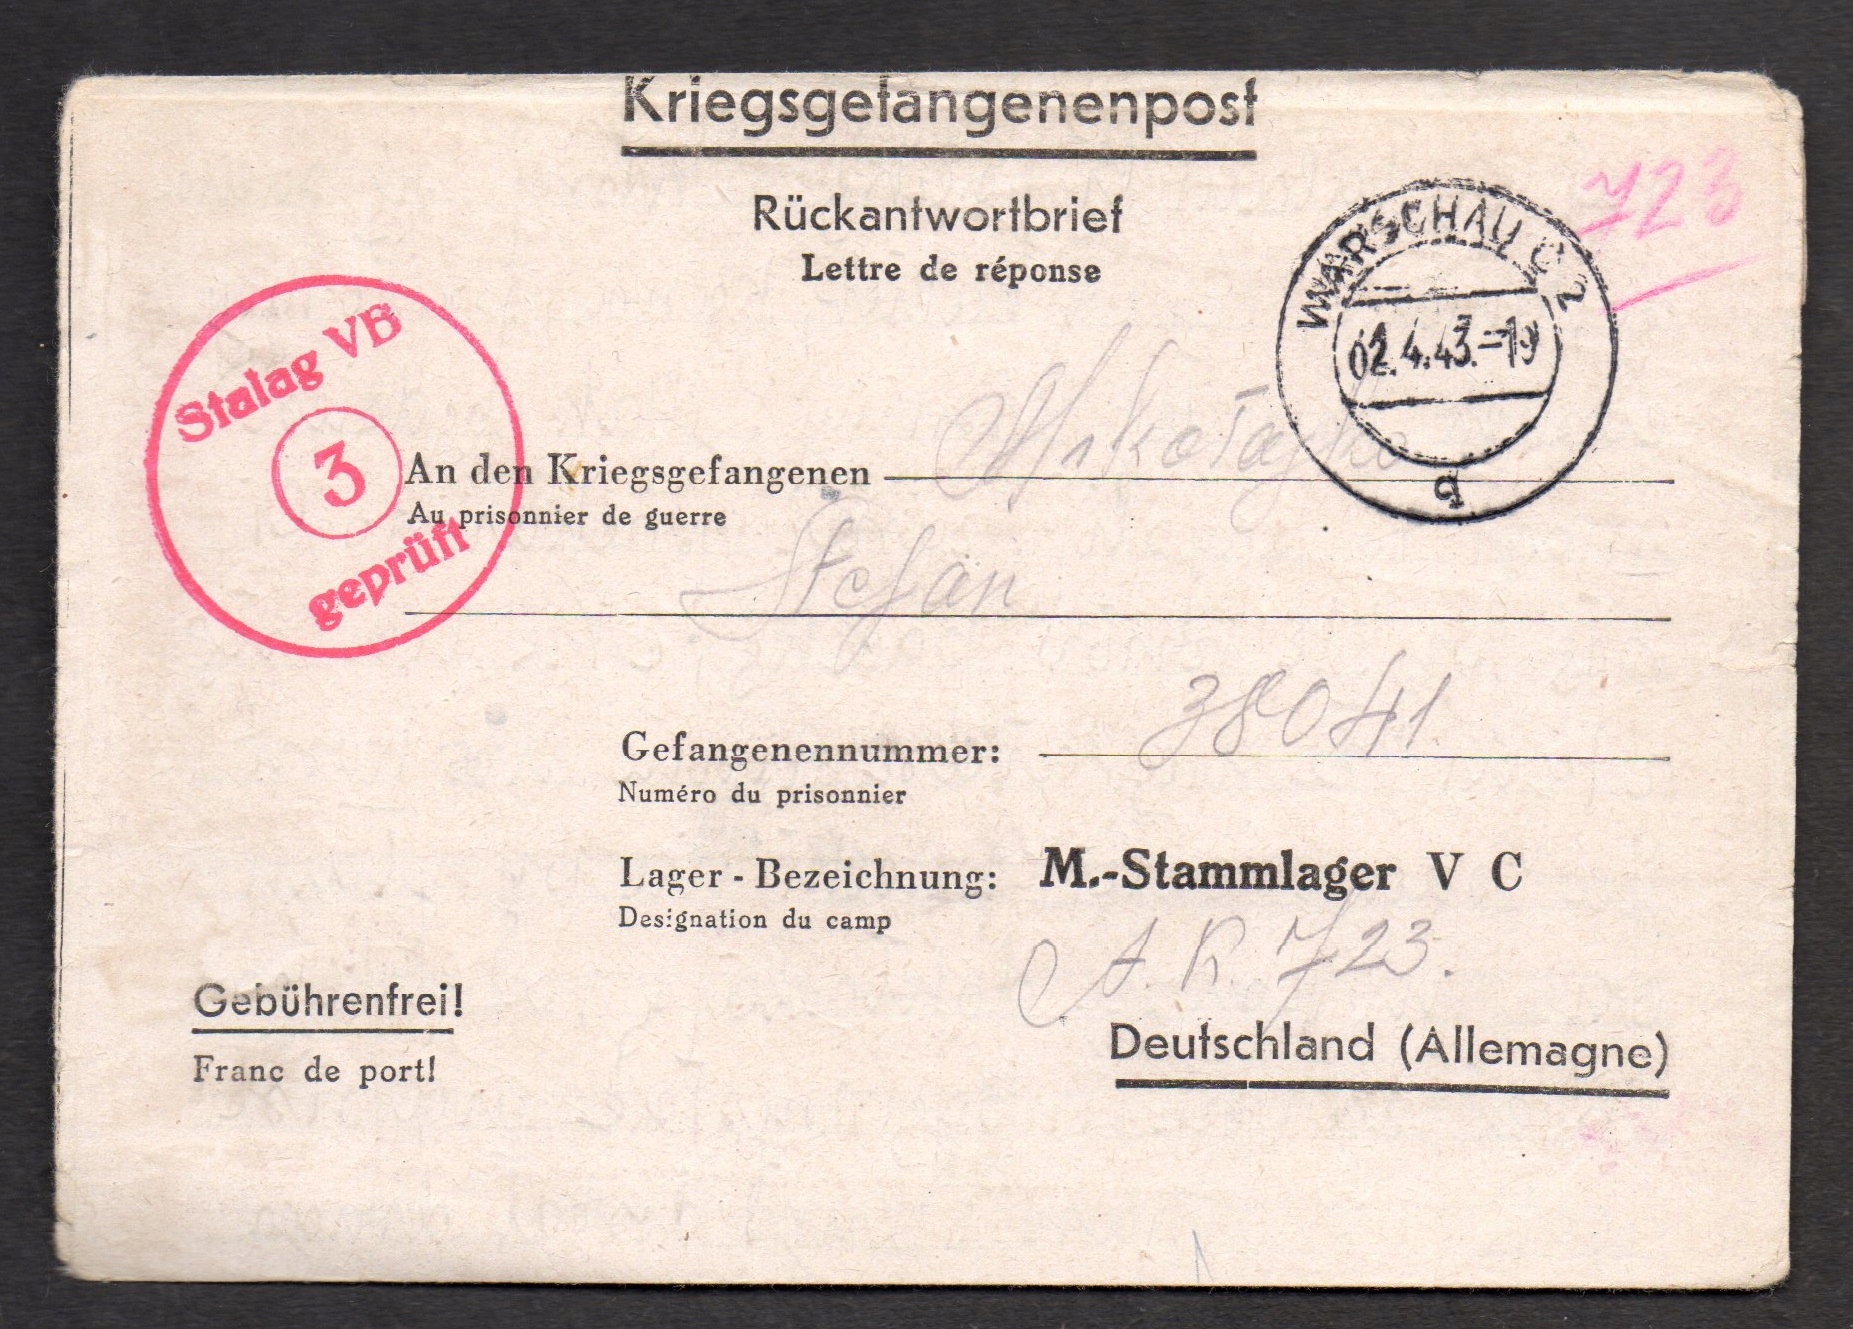 Kriegsgefangenenpost
Rückantwortbrief
Lettre de réponse
723
WARSCHAU C 2
02.4.43.-19
g
Stalag VB
3
geprüft
An den Kriegsgefangenen Mikołajko
Au prisonnier de guerre
Stefan
Gefangenennummer: 38041
Numéro du prisonnier
Lager - Bezeichnung: M.-Stammlager V C
Designation du camp
A. K. 723.
Gebührenfrei!
Franc de port!
Deutschland (Allemagne)